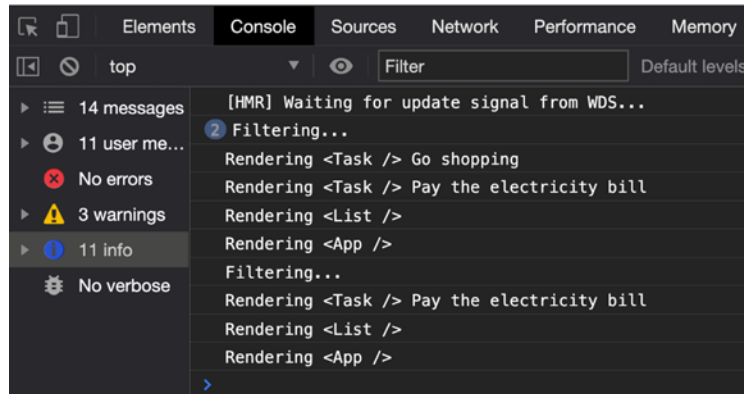 Elements Console Sources Network Performance Memory
top Filter Default levels
14 messages
11 user me...
No errors
3 warnings
11 info
No verbose
[HMR] Waiting for update signal from WDS...
2 Filtering...
Rendering <Task /> Go shopping
Rendering <Task /> Pay the electricity bill
Rendering <List />
Rendering <App />
Filtering...
Rendering <Task /> Pay the electricity bill
Rendering <List />
Rendering <App />